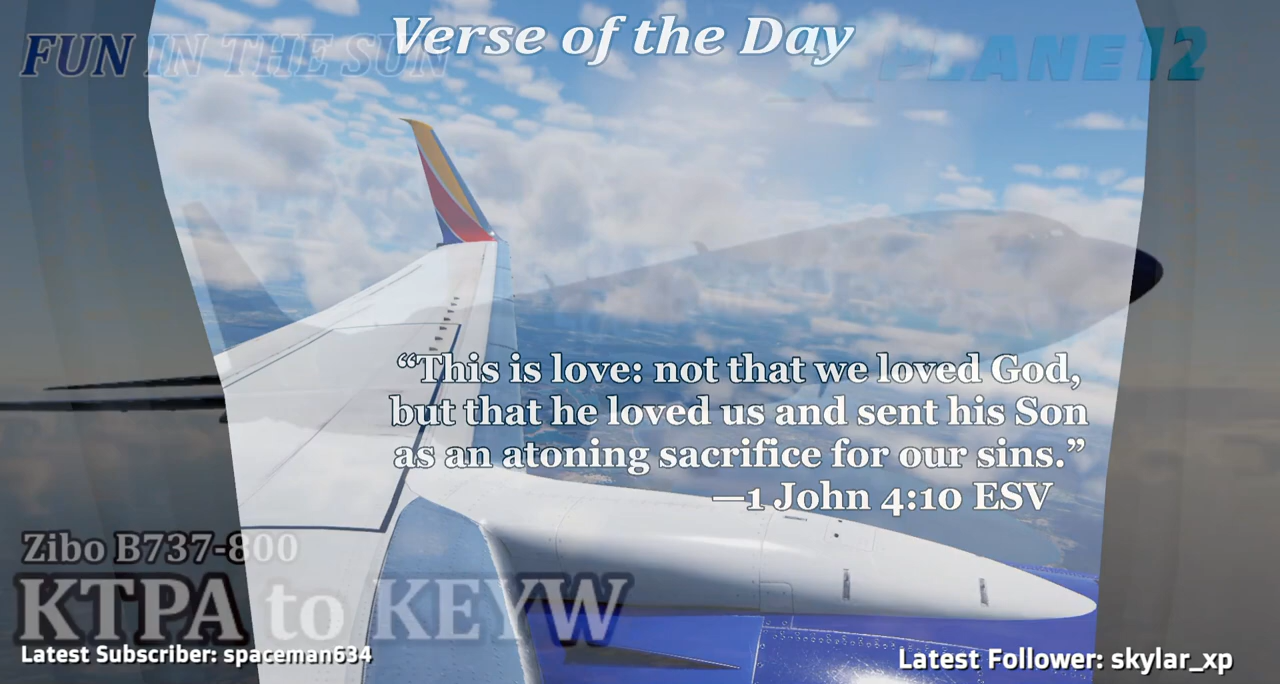 Verse of the Day
FUN IN THE SUN
PLANE 12
“This is love: not that we loved God,
but that he loved us and sent his Son
as an atoning sacrifice for our sins.”
—1 John 4:10 ESV
Zibo B737-800
KTPA to KEYW
Latest Subscriber: spaceman634
Latest Follower: skylar_xp